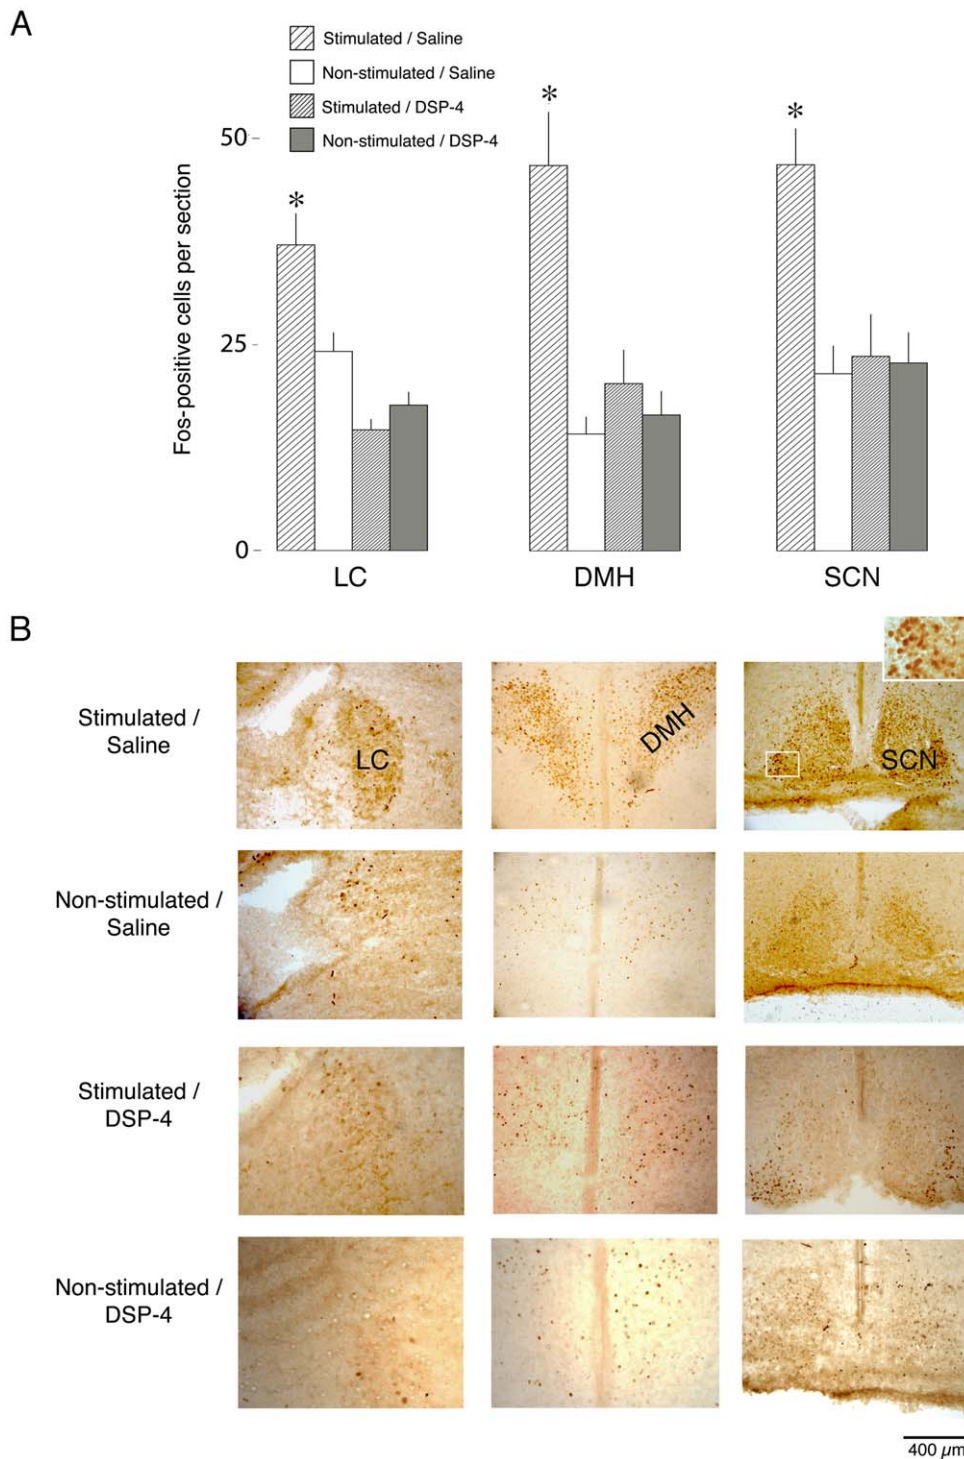 A
Stimulated / Saline
Non-stimulated / Saline
Stimulated / DSP-4
Non-stimulated / DSP-4
Fos-positive cells per section
50
25
0
*
*
*
LC
DMH
SCN
B
Stimulated /
Saline
LC
DMH
SCN
Non-stimulated /
Saline
Stimulated /
DSP-4
Non-stimulated /
DSP-4
400 µm